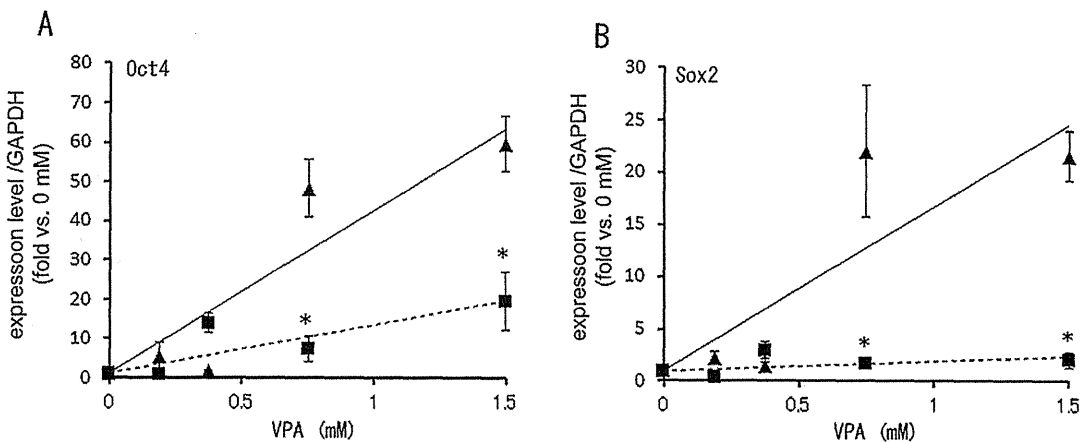 A
Oct4
expressoon level /GAPDH
(fold vs. 0 mM)
80
70
60
50
40
30
20
10
0
*
*
0
0.5
1
1.5
VPA (mM)
B
Sox2
expressoon level /GAPDH
(fold vs. 0 mM)
30
25
20
15
10
5
0
*
*
0
0.5
1
1.5
VPA (mM)